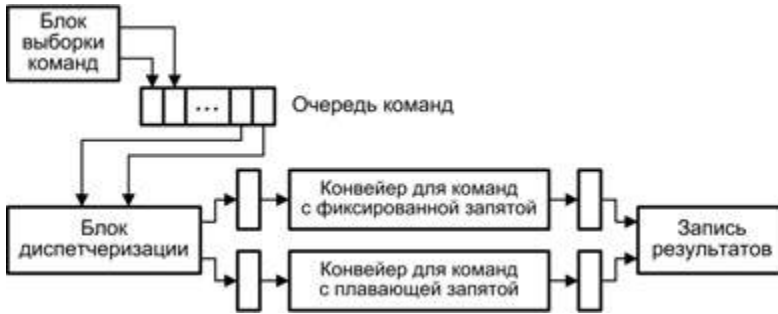 Блок
выборки
команд
...
Очередь команд
Конвейер для команд
с фиксированной запятой
Блок
диспетчеризации
Запись
результатов
Конвейер для команд
с плавающей запятой